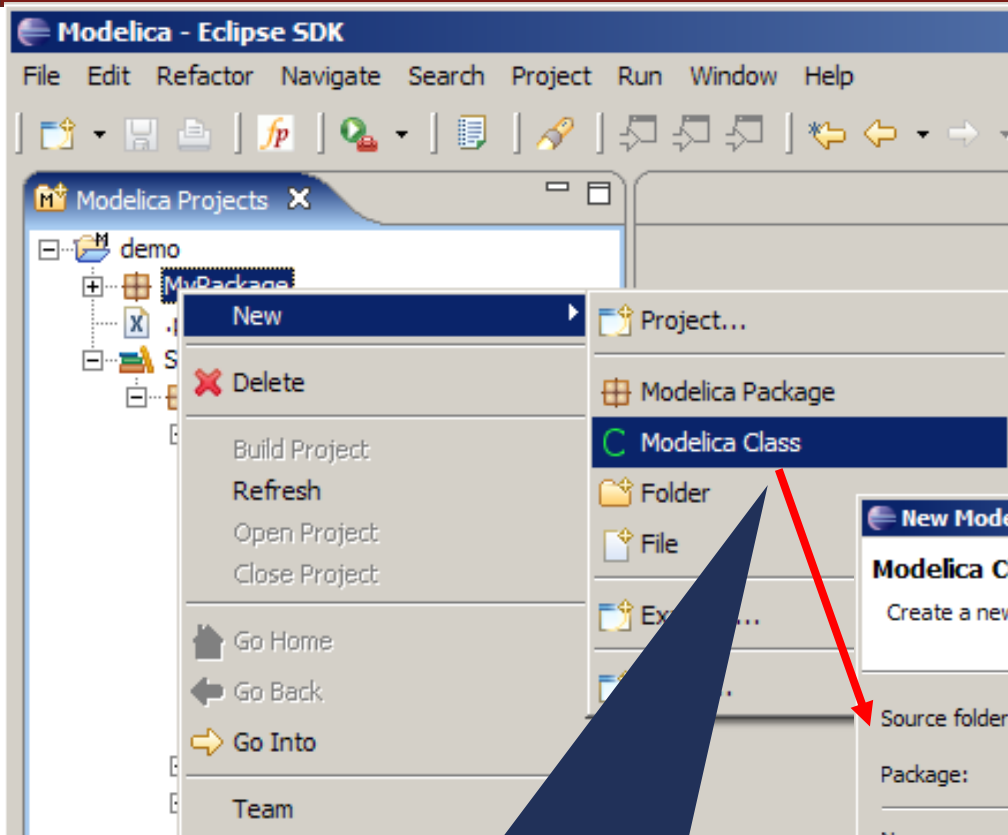 Modelica - Eclipse SDK
File Edit Refactor Navigate Search Project Run Window Help
Modelica Projects
demo
MyPackage
New
Delete
Build Project
Refresh
Open Project
Close Project
Go Home
Go Back
Go Into
Team
Project...
Modelica Package
Modelica Class
Folder
File
New
Modelica
Create a new
Source folder
Package: